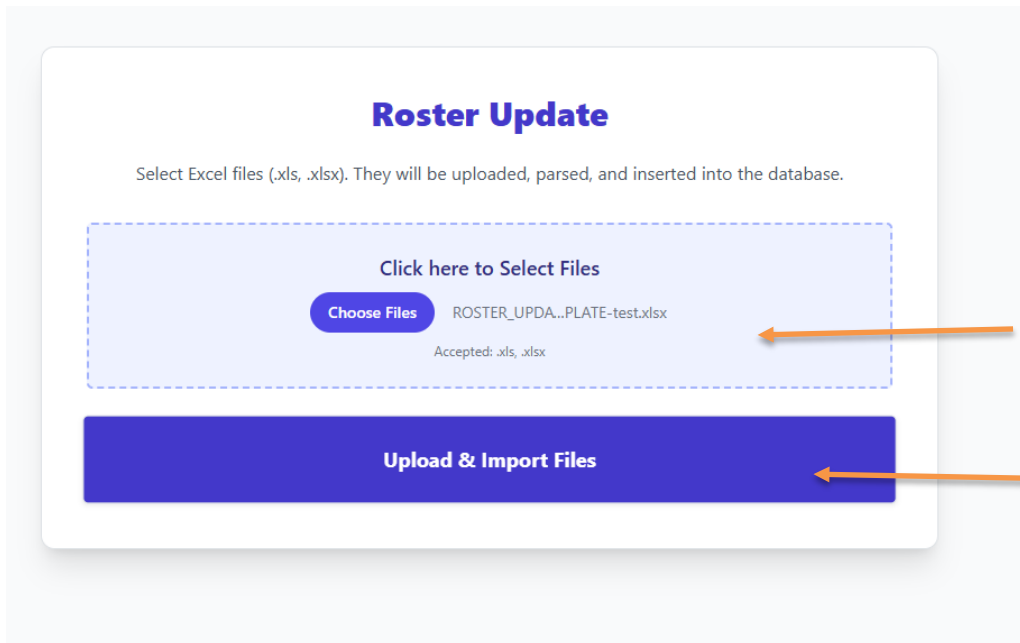 Roster Update
Select Excel files (.xls, .xlsx). They will be uploaded, parsed, and inserted into the database.
Click here to Select Files
Choose Files ROSTER_UPDA...PLATE-test.xlsx
Accepted: .xls, .xlsx
Upload & Import Files